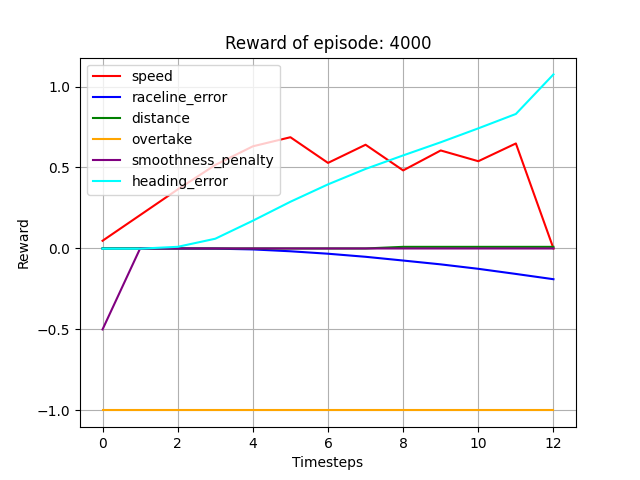 Reward of episode: 4000
speed
raceline_error
distance
overtake
smoothness_penalty
heading_error
1.0
0.5
0.0
−0.5
−1.0
Reward
0 2 4 6 8 10 12
Timesteps